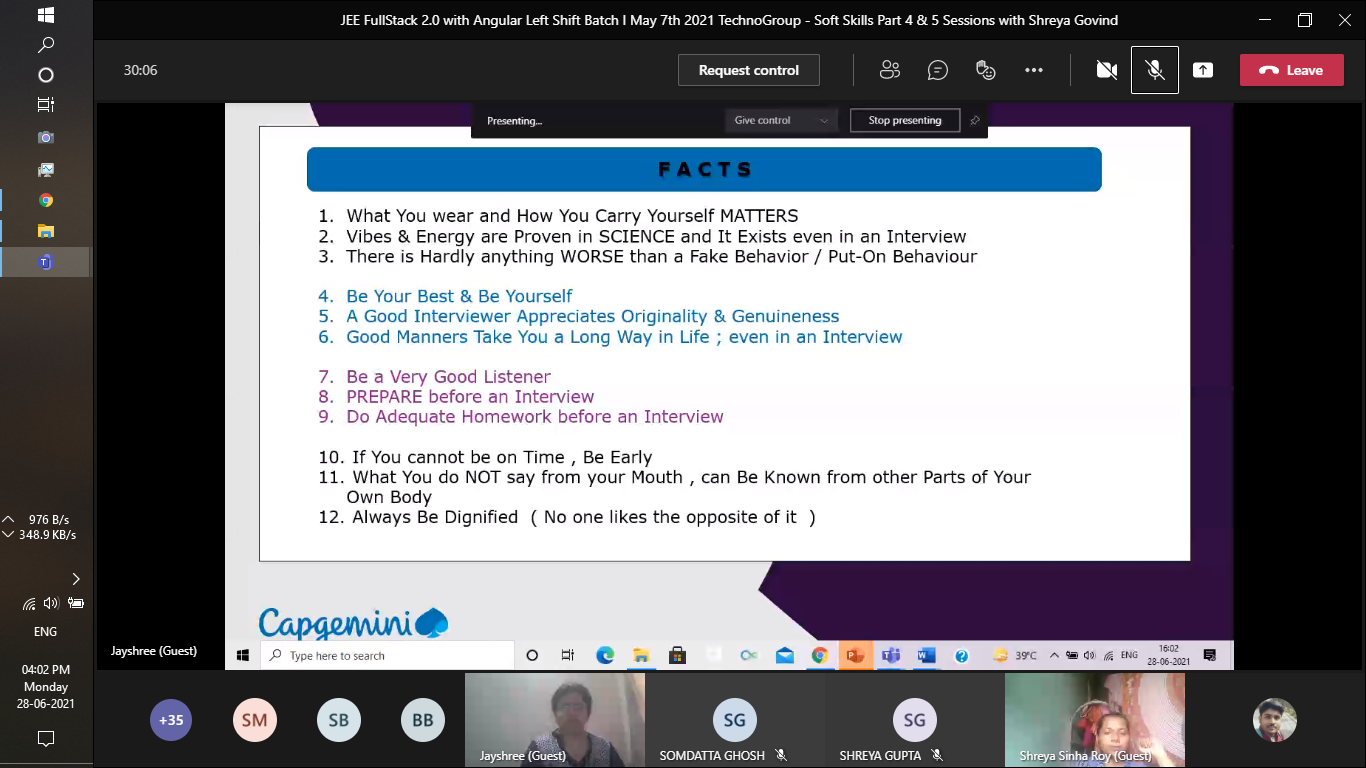 JEE FullStack 2.0 with Angular Left Shift Batch I May 7th 2021 TechnoGroup - Soft Skills Part 4 & 5 Sessions with Shreya Govind
30:06
Request control
Leave
Presenting...
Give control
Stop presenting
FACTS
1. What You wear and How You Carry Yourself MATTERS
2. Vibes & Energy are Proven in SCIENCE and It Exists even in an Interview
3. There is Hardly anything WORSE than a Fake Behavior / Put-On Behaviour
4. Be Your Best & Be Yourself
5. A Good Interviewer Appreciates Originality & Genuineness
6. Good Manners Take You a Long Way in Life ; even in an Interview
7. Be a Very Good Listener
8. PREPARE before an Interview
9. Do Adequate Homework before an Interview
10. If You cannot be on Time , Be Early
11. What You do NOT say from your Mouth , can Be Known from other Parts of Your
Own Body
12. Always Be Dignified ( No one likes the opposite of it )
Capgemini
Jayshree (Guest)
Type here to search
39°C
ENG
16:02
28-06-2021
976 B/s
348.9 KB/s
ENG
04:02 PM
Monday
28-06-2021
+35
SM
SB
BB
Jayshree (Guest)
SG
SOMDATTA GHOSH
SG
SHREYA GUPTA
Shreya Sinha Roy (Guest)